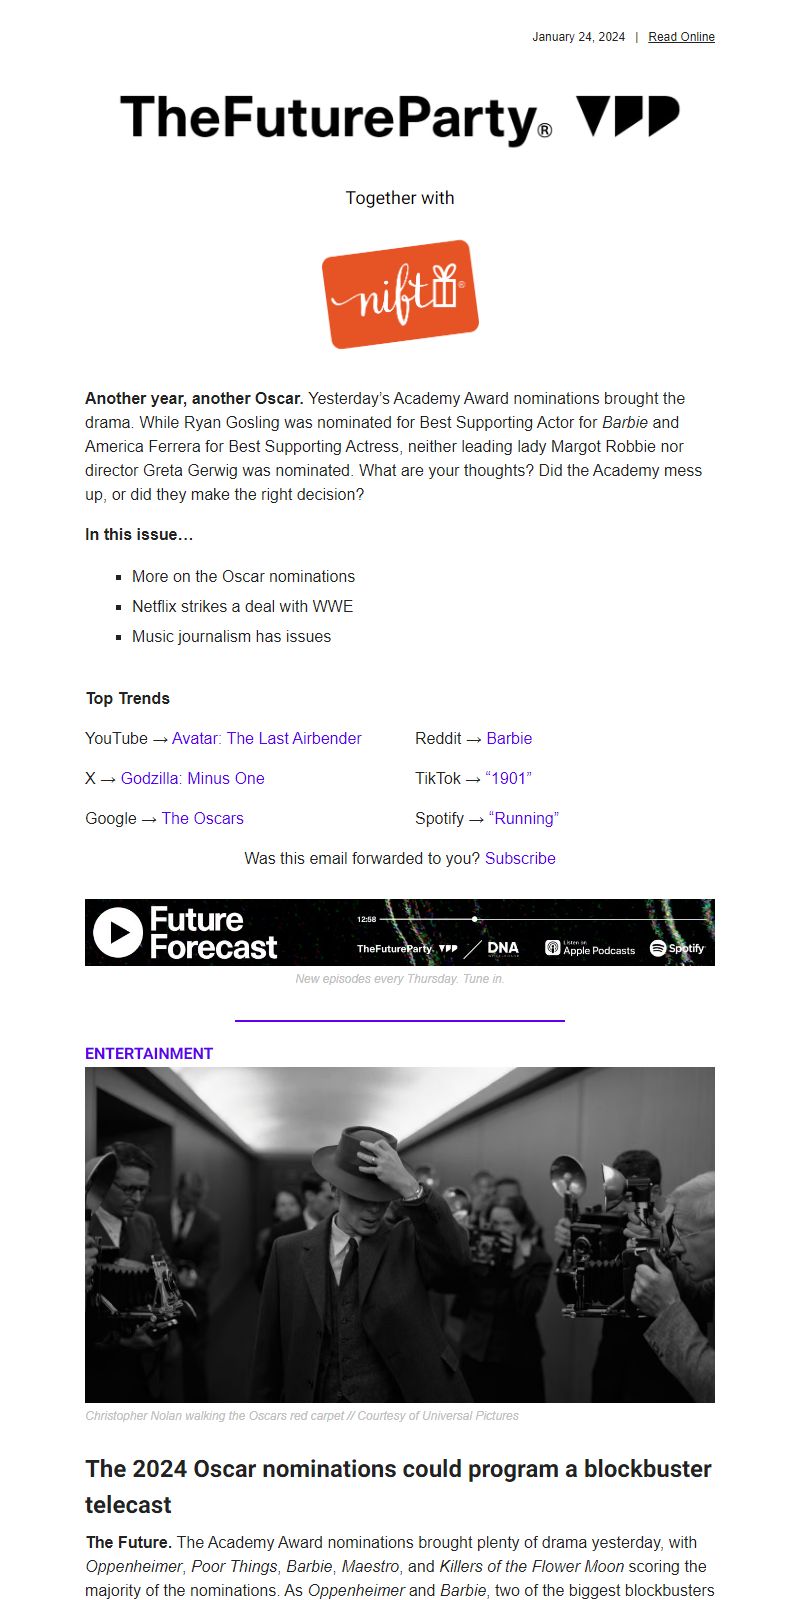 January 24, 2024 | Read Online
TheFutureParty®
Together with
nift®
Another year, another Oscar. Yesterday’s Academy Award nominations brought the
drama. While Ryan Gosling was nominated for Best Supporting Actor for Barbie and
America Ferrera for Best Supporting Actress, neither leading lady Margot Robbie nor
director Greta Gerwig was nominated. What are your thoughts? Did the Academy mess
up, or did they make the right decision?
In this issue…
▪ More on the Oscar nominations
▪ Netflix strikes a deal with WWE
▪ Music journalism has issues
Top Trends
YouTube → Avatar: The Last Airbender
X → Godzilla: Minus One
Google → The Oscars
Reddit → Barbie
TikTok → “1901”
Spotify → “Running”
Was this email forwarded to you? Subscribe
Future
Forecast
12:58
TheFutureParty. DNA
Listen on
Apple Podcasts
Spotify
New episodes every Thursday. Tune in.
ENTERTAINMENT
Christopher Nolan walking the Oscars red carpet // Courtesy of Universal Pictures
The 2024 Oscar nominations could program a blockbuster
telecast
The Future. The Academy Award nominations brought plenty of drama yesterday, with
Oppenheimer, Poor Things, Barbie, Maestro, and Killers of the Flower Moon scoring the
majority of the nominations. As Oppenheimer and Barbie, two of the biggest blockbusters